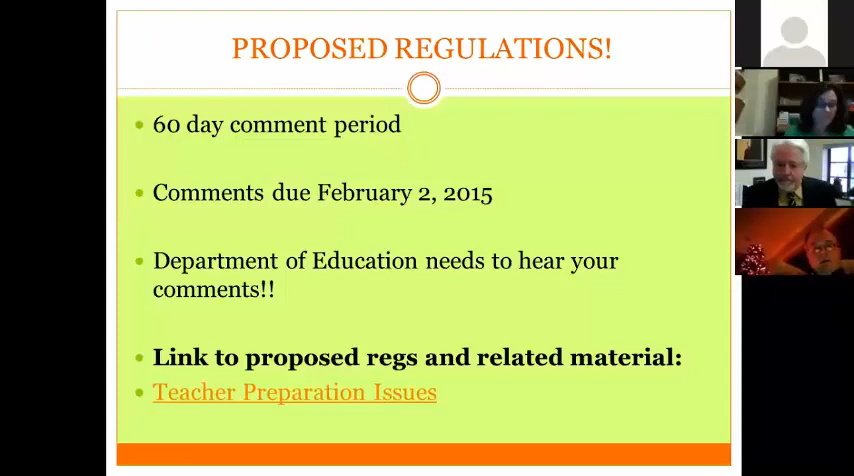 PROPOSED REGULATIONS!
60 day comment period
Comments due February 2, 2015
Department of Education needs to hear your
comments!!
Link to proposed regs and related material:
Teacher Preparation Issues